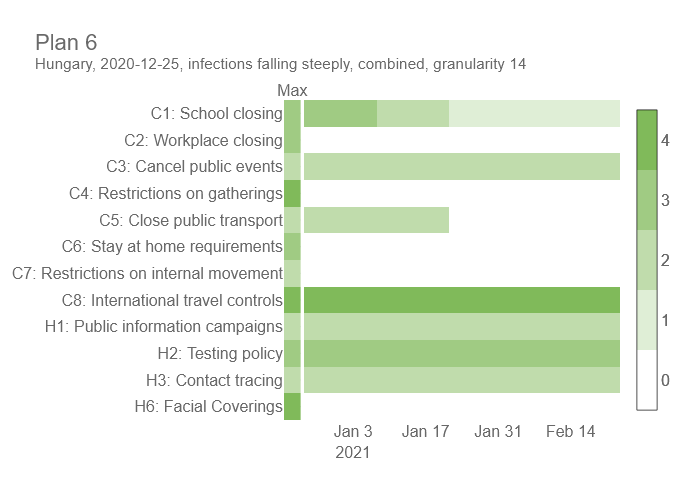 Plan 6
Hungary, 2020-12-25, infections falling steeply, combined, granularity 14
Max
C1: School closing
C2: Workplace closing
C3: Cancel public events
C4: Restrictions on gatherings
C5: Close public transport
C6: Stay at home requirements
C7: Restrictions on internal movement
C8: International travel controls
H1: Public information campaigns
H2: Testing policy
H3: Contact tracing
H6: Facial Coverings
Jan 3 Jan 17 Jan 31 Feb 14
2021
4
3
2
1
0